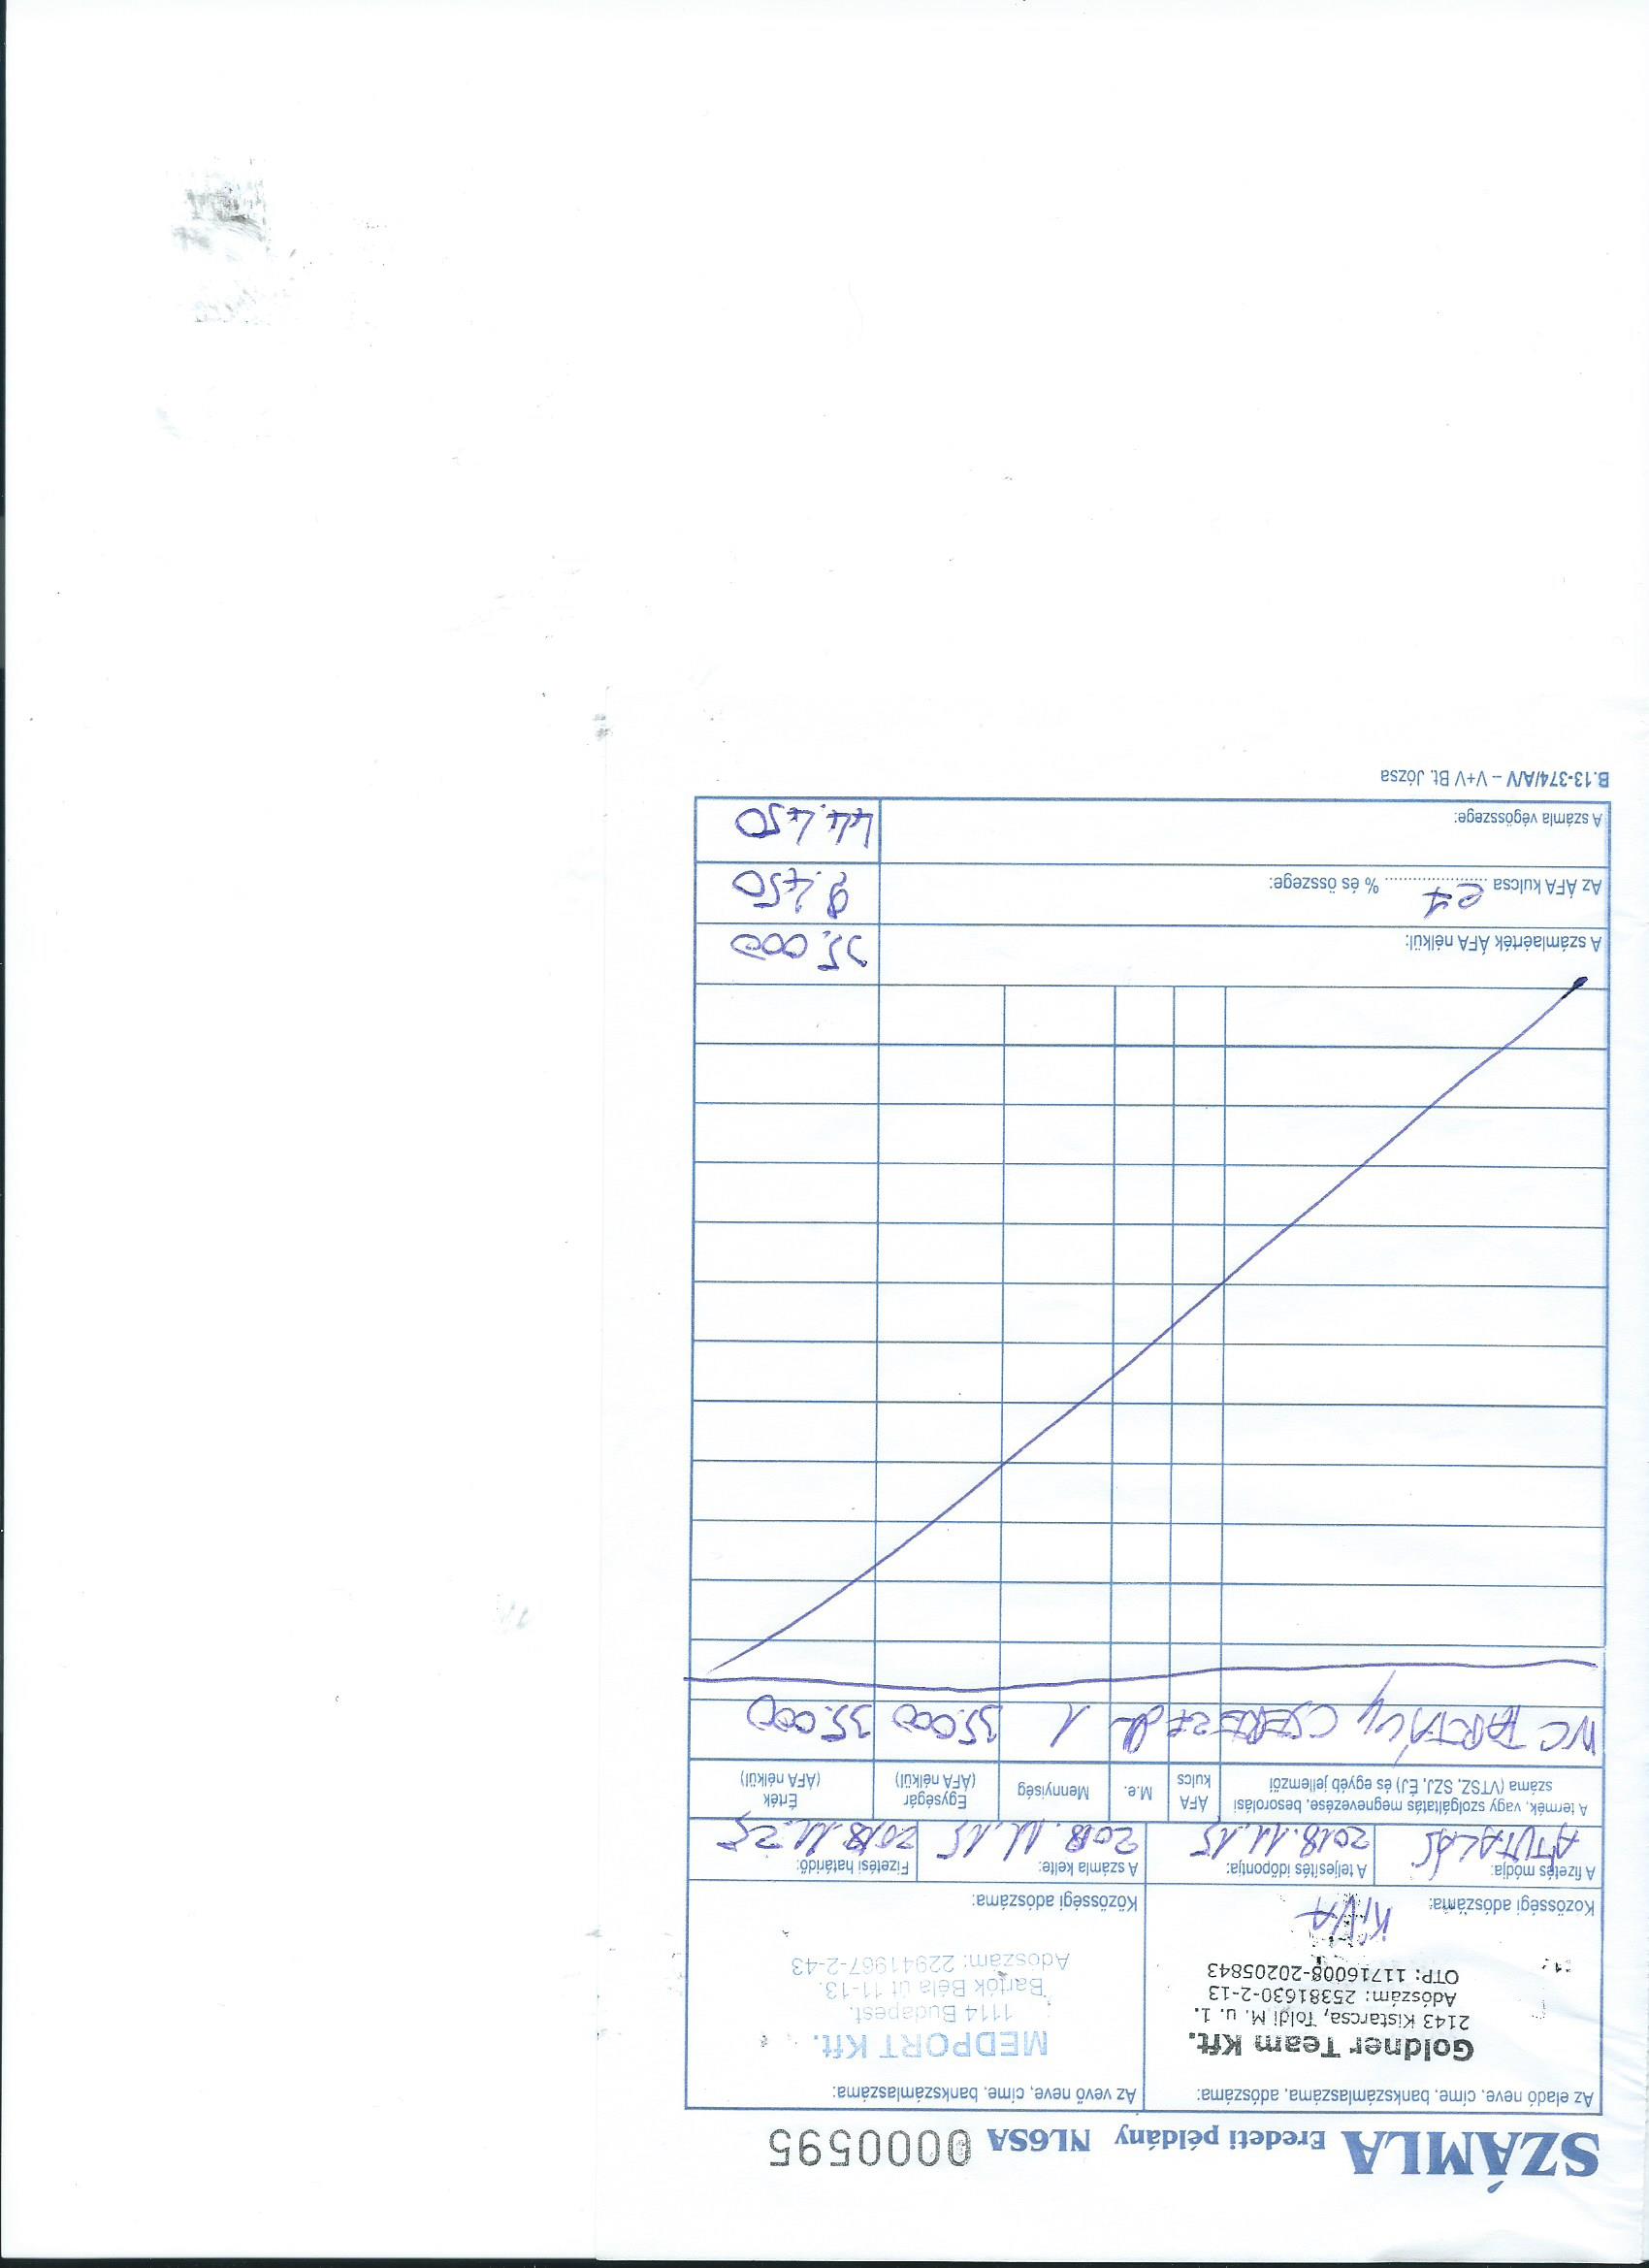 SZÁMLA Eredeti példány NL6SA 0000595
Az eladó neve, címe, bankszámlaszáma, adószáma:
Goldner Team Kft.
2143 Kistarcsa, Toldi M. u. 1.
Adószám: 25381630-2-13
OTP: 11716008-20205843
KIVA
Közösségi adószáma:
Az vevő neve, címe, bankszámlaszáma:
MEDPORT Kft.
1114 Budapest.
Bartók Béla út 11-13.
Adószám: 22941967-2-43
Közösségi adószáma:
A fizetés módja:
ÁTUTALÁS
A teljesítés időpontja:
2018.11.15
A számla kelte:
2018.11.15
Fizetési határidő:
2018.11.25
A termék, vagy szolgáltatás megnevezése, besorolási
száma (VTSZ, SZJ, ÉJ) és egyéb jellemzői
ÁFA
kulcs
M.e.
Mennyiség
Egységár
(ÁFA nélkül)
Érték
(ÁFA nélkül)
WC TARTÁLY CSERE 27 1 35.000 35.000
A számlaérték ÁFA nélkül: 35.000
Az ÁFA kulcsa 27 % és összege: 9.450
A számla végösszege: 44.450
B.13-374/A/V – V+V Bt. Józsa